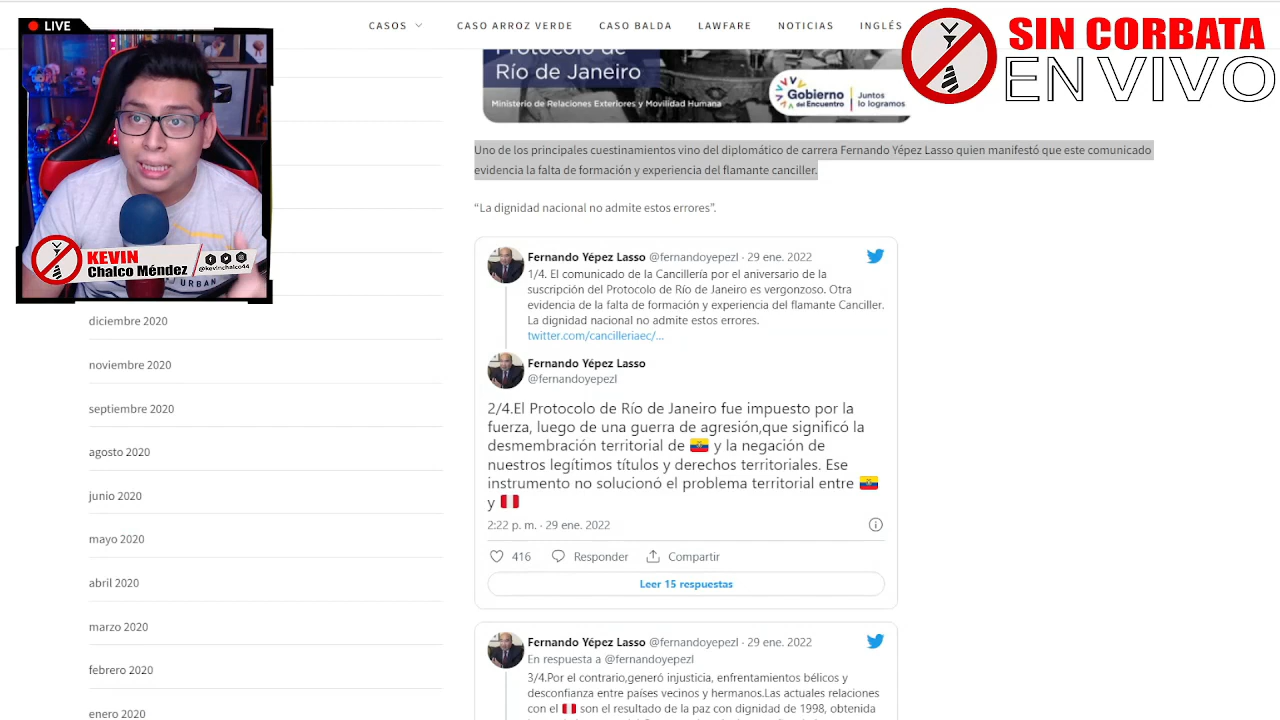 LIVE
CASOS
CASO ARROZ VERDE
CASO BALDA
LAWFARE
NOTICIAS
INGLÉS
SIN CORBATA
EN VIVO
Protocolo de
Río de Janeiro
Ministerio de Relaciones Exteriores y Movilidad Humana
Gobierno
del Encuentro
Juntos
lo logramos
Uno de los principales cuestinamientos vino del diplomático de carrera Fernando Yépez Lasso quien manifestó que este comunicado
evidencia la falta de formación y experiencia del flamante canciller.
“La dignidad nacional no admite estos errores”.
KEVIN
Chalco Méndez
@kevinchalco44
URBAN
diciembre 2020
noviembre 2020
septiembre 2020
agosto 2020
junio 2020
mayo 2020
abril 2020
marzo 2020
febrero 2020
enero 2020
Fernando Yépez Lasso @fernandoyepezl · 29 ene. 2022
1/4. El comunicado de la Cancillería por el aniversario de la
suscripción del Protocolo de Río de Janeiro es vergonzoso. Otra
evidencia de la falta de formación y experiencia del flamante Canciller.
La dignidad nacional no admite estos errores.
twitter.com/cancilleriaec/...
Fernando Yépez Lasso
@fernandoyepezl
2/4.El Protocolo de Río de Janeiro fue impuesto por la
fuerza, luego de una guerra de agresión,que significó la
desmembración territorial de 🇪🇨 y la negación de
nuestros legítimos títulos y derechos territoriales. Ese
instrumento no solucionó el problema territorial entre 🇪🇨
y 🇵🇪
2:22 p. m. · 29 ene. 2022
416
Responder
Compartir
Leer 15 respuestas
Fernando Yépez Lasso @fernandoyepezl · 29 ene. 2022
En respuesta a @fernandoyepezl
3/4.Por el contrario,generó injusticia, enfrentamientos bélicos y
desconfianza entre países vecinos y hermanos.Las actuales relaciones
con el 🇵🇪 son el resultado de la paz con dignidad de 1998, obtenida